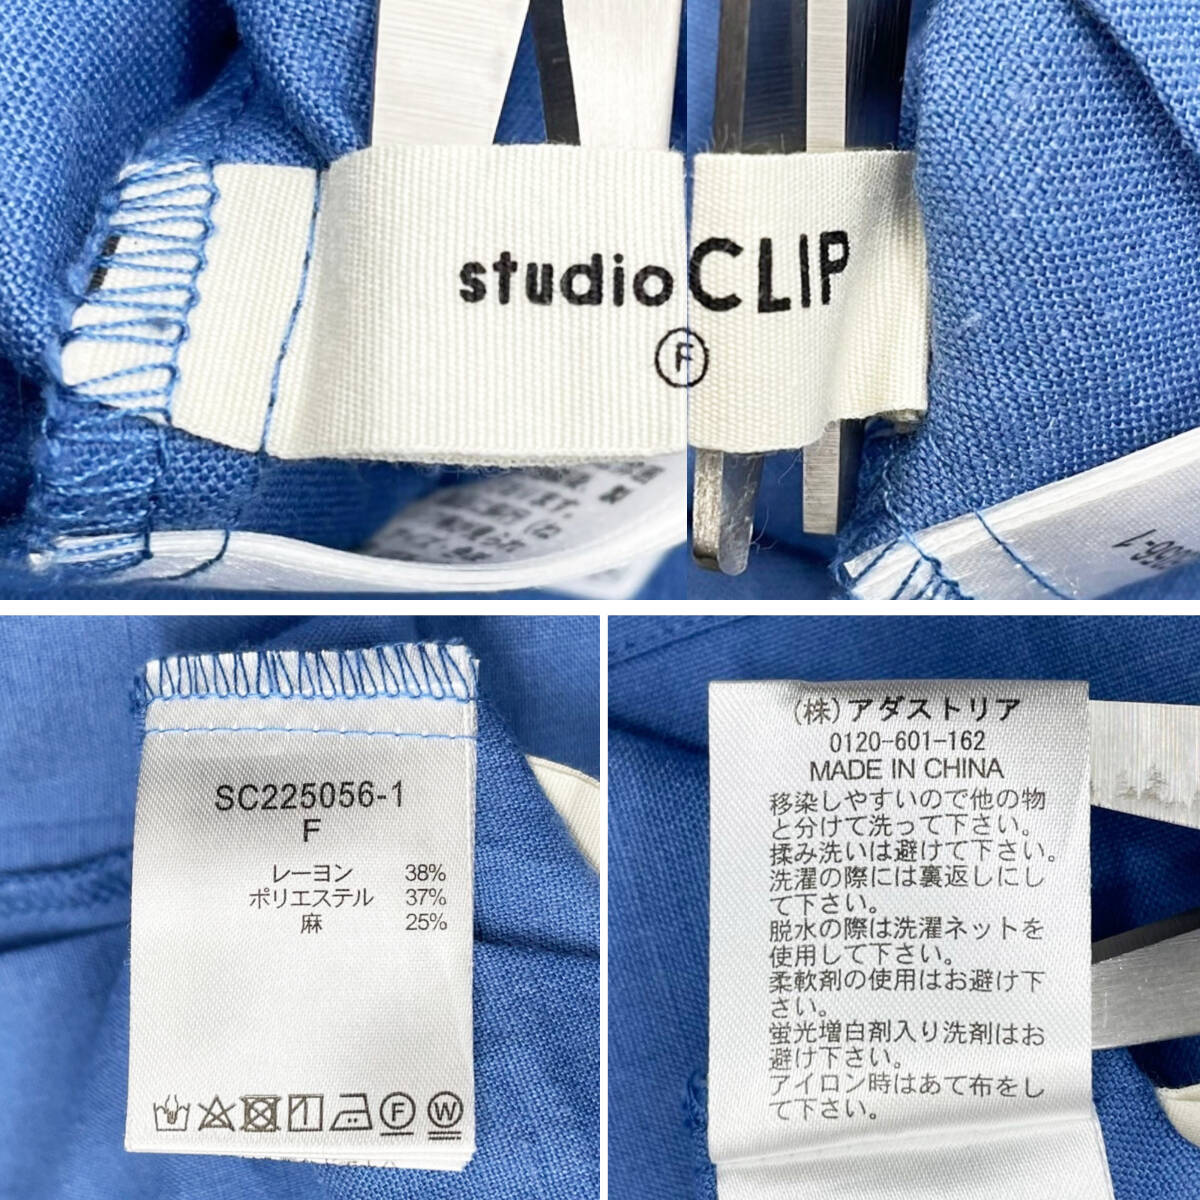 studioCLIP
F
SC225056-1
F
レーヨン 38%
ポリエステル 37%
麻 25%
F W
(株)アダストリア
0120-601-162
MADE IN CHINA
移染しやすいので他の物
と分けて洗って下さい。
揉み洗いは避けて下さい。
洗濯の際には裏返しにし
て下さい。
脱水の際は洗濯ネットを
使用して下さい。
柔軟剤の使用はお避け下
さい。
蛍光増白剤入り洗剤はお
避け下さい。
アイロン時はあて布をし
て下さい。